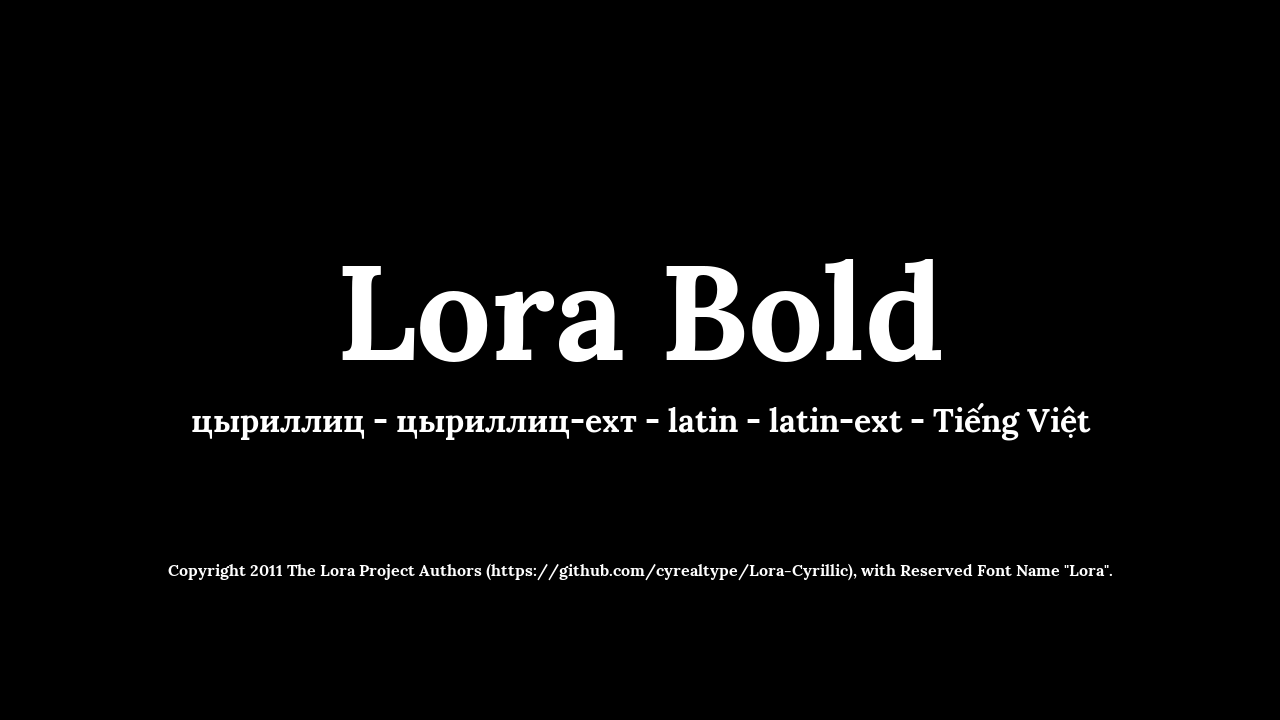 Lora Bold
цыриллиц - цыриллиц-ехт - latin - latin-ext - Tiếng Việt
Copyright 2011 The Lora Project Authors (https://github.com/cyrealtype/Lora-Cyrillic), with Reserved Font Name "Lora".